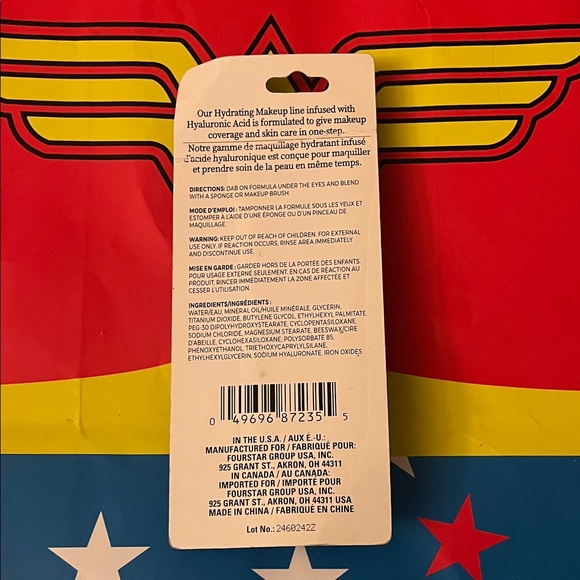 Our Hydrating Makeup line infused with
Hyaluronic Acid is formulated to give makeup
coverage and skin care in one-step.
Notre gamme de maquillage hydratant infusé
d'acide hyaluronique est conçue pour maquiller
et prendre soin de la peau en même temps.
DIRECTIONS: DAB ON FORMULA UNDER THE EYES AND BLEND
WITH A SPONGE OR MAKEUP BRUSH.
MODE D'EMPLOI: TAMPONNER LA FORMULE SOUS LES YEUX ET
ESTOMPER À L'AIDE D'UNE ÉPONGE OU D'UN PINCEAU DE
MAQUILLAGE.
WARNING: KEEP OUT OF REACH OF CHILDREN. FOR EXTERNAL
USE ONLY. IF REACTION OCCURS, RINSE AREA IMMEDIATELY
AND DISCONTINUE USE.
MISE EN GARDE: GARDER HORS DE LA PORTÉE DES ENFANTS.
POUR USAGE EXTERNE SEULEMENT. EN CAS DE RÉACTION AU
PRODUIT, RINCER IMMÉDIATEMENT LA ZONE AFFECTÉE ET
CESSER L'UTILISATION.
INGREDIENTS/INGRÉDIENTS:
WATER/EAU, MINERAL OIL/HUILE MINÉRALE, GLYCERIN,
TITANIUM DIOXIDE, BUTYLENE GLYCOL, ETHYLHEXYL PALMITATE,
PEG-30 DIPOLYHYDROXYSTEARATE, CYCLOPENTASILOXANE,
SODIUM CHLORIDE, MAGNESIUM STEARATE, BEESWAX/CIRE
D'ABEILLE, CYCLOHEXASILOXANE, POLYSORBATE 85,
PHENOXYETHANOL, TRIETHOXYCAPRYLYLSILANE,
ETHYLHEXYLGLYCERIN, SODIUM HYALURONATE, IRON OXIDES
0 49696 87235 5
IN THE U.S.A. / AUX É.-U.:
MANUFACTURED FOR / FABRIQUÉ POUR:
FOURSTAR GROUP USA, INC.
925 GRANT ST., AKRON, OH 44311
IN CANADA / AU CANADA:
IMPORTED FOR / IMPORTÉ POUR
FOURSTAR GROUP USA, INC.
925 GRANT ST., AKRON, OH 44311 USA
MADE IN CHINA / FABRIQUÉ EN CHINE
Lot No.: 2460242Z